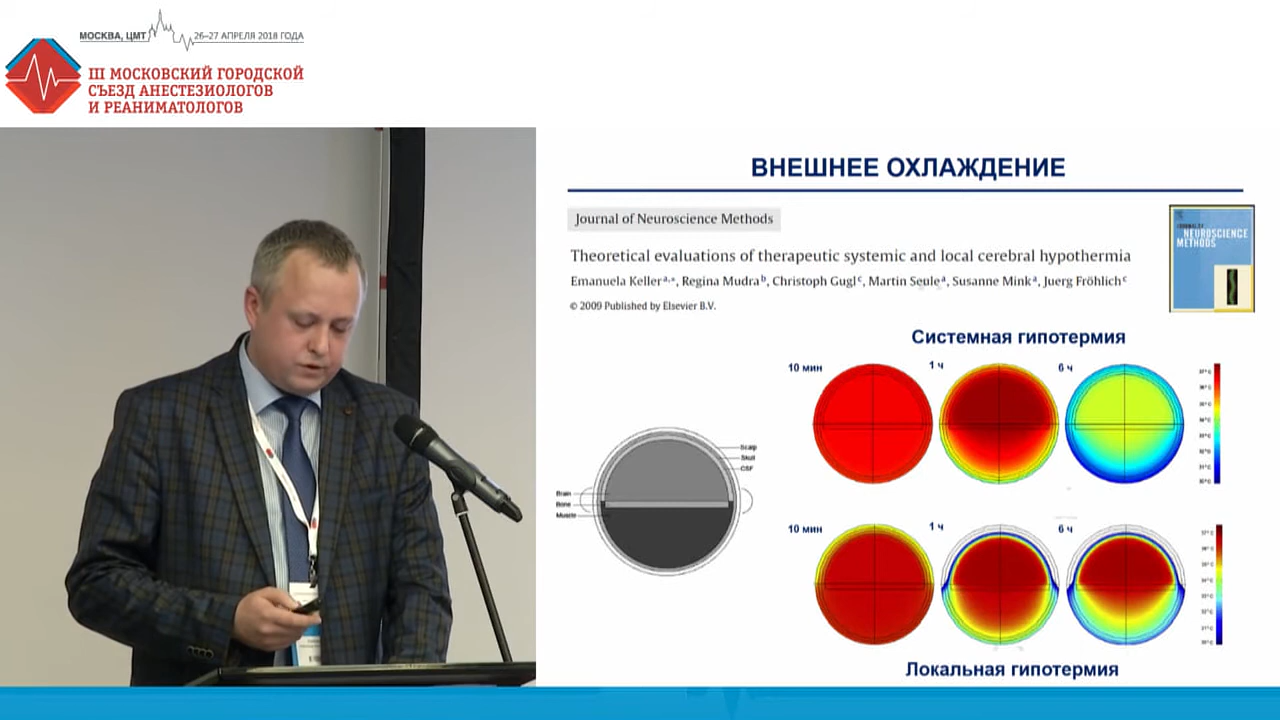 МОСКВА, ЦМТ 26–27 АПРЕЛЯ 2018 ГОДА
III МОСКОВСКИЙ ГОРОДСКОЙ
СЪЕЗД АНЕСТЕЗИОЛОГОВ
И РЕАНИМАТОЛОГОВ
ВНЕШНЕЕ ОХЛАЖДЕНИЕ
Journal of Neuroscience Methods
NEUROSCIENCE
METHODS
Theoretical evaluations of therapeutic systemic and local cerebral hypothermia
Emanuela Keller a,*, Regina Mudra b, Christoph Gugl c, Martin Seule a, Susanne Mink a, Juerg Fröhlich c
© 2009 Published by Elsevier B.V.
Системная гипотермия
10 мин 1 ч 6 ч
Scalp
Skull
CSF
Brain
Bone
Muscle
10 мин 1 ч 6 ч
Локальная гипотермия